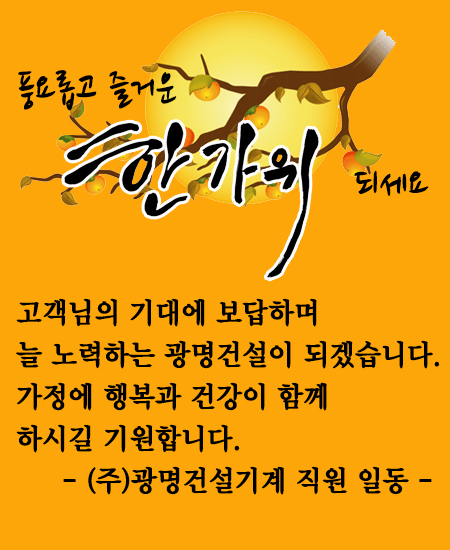 풍요롭고 즐거운
한가위
되세요
고객님의 기대에 보답하며
늘 노력하는 광명건설이 되겠습니다.
가정에 행복과 건강이 함께
하시길 기원합니다.
- (주)광명건설기계 직원 일동 -